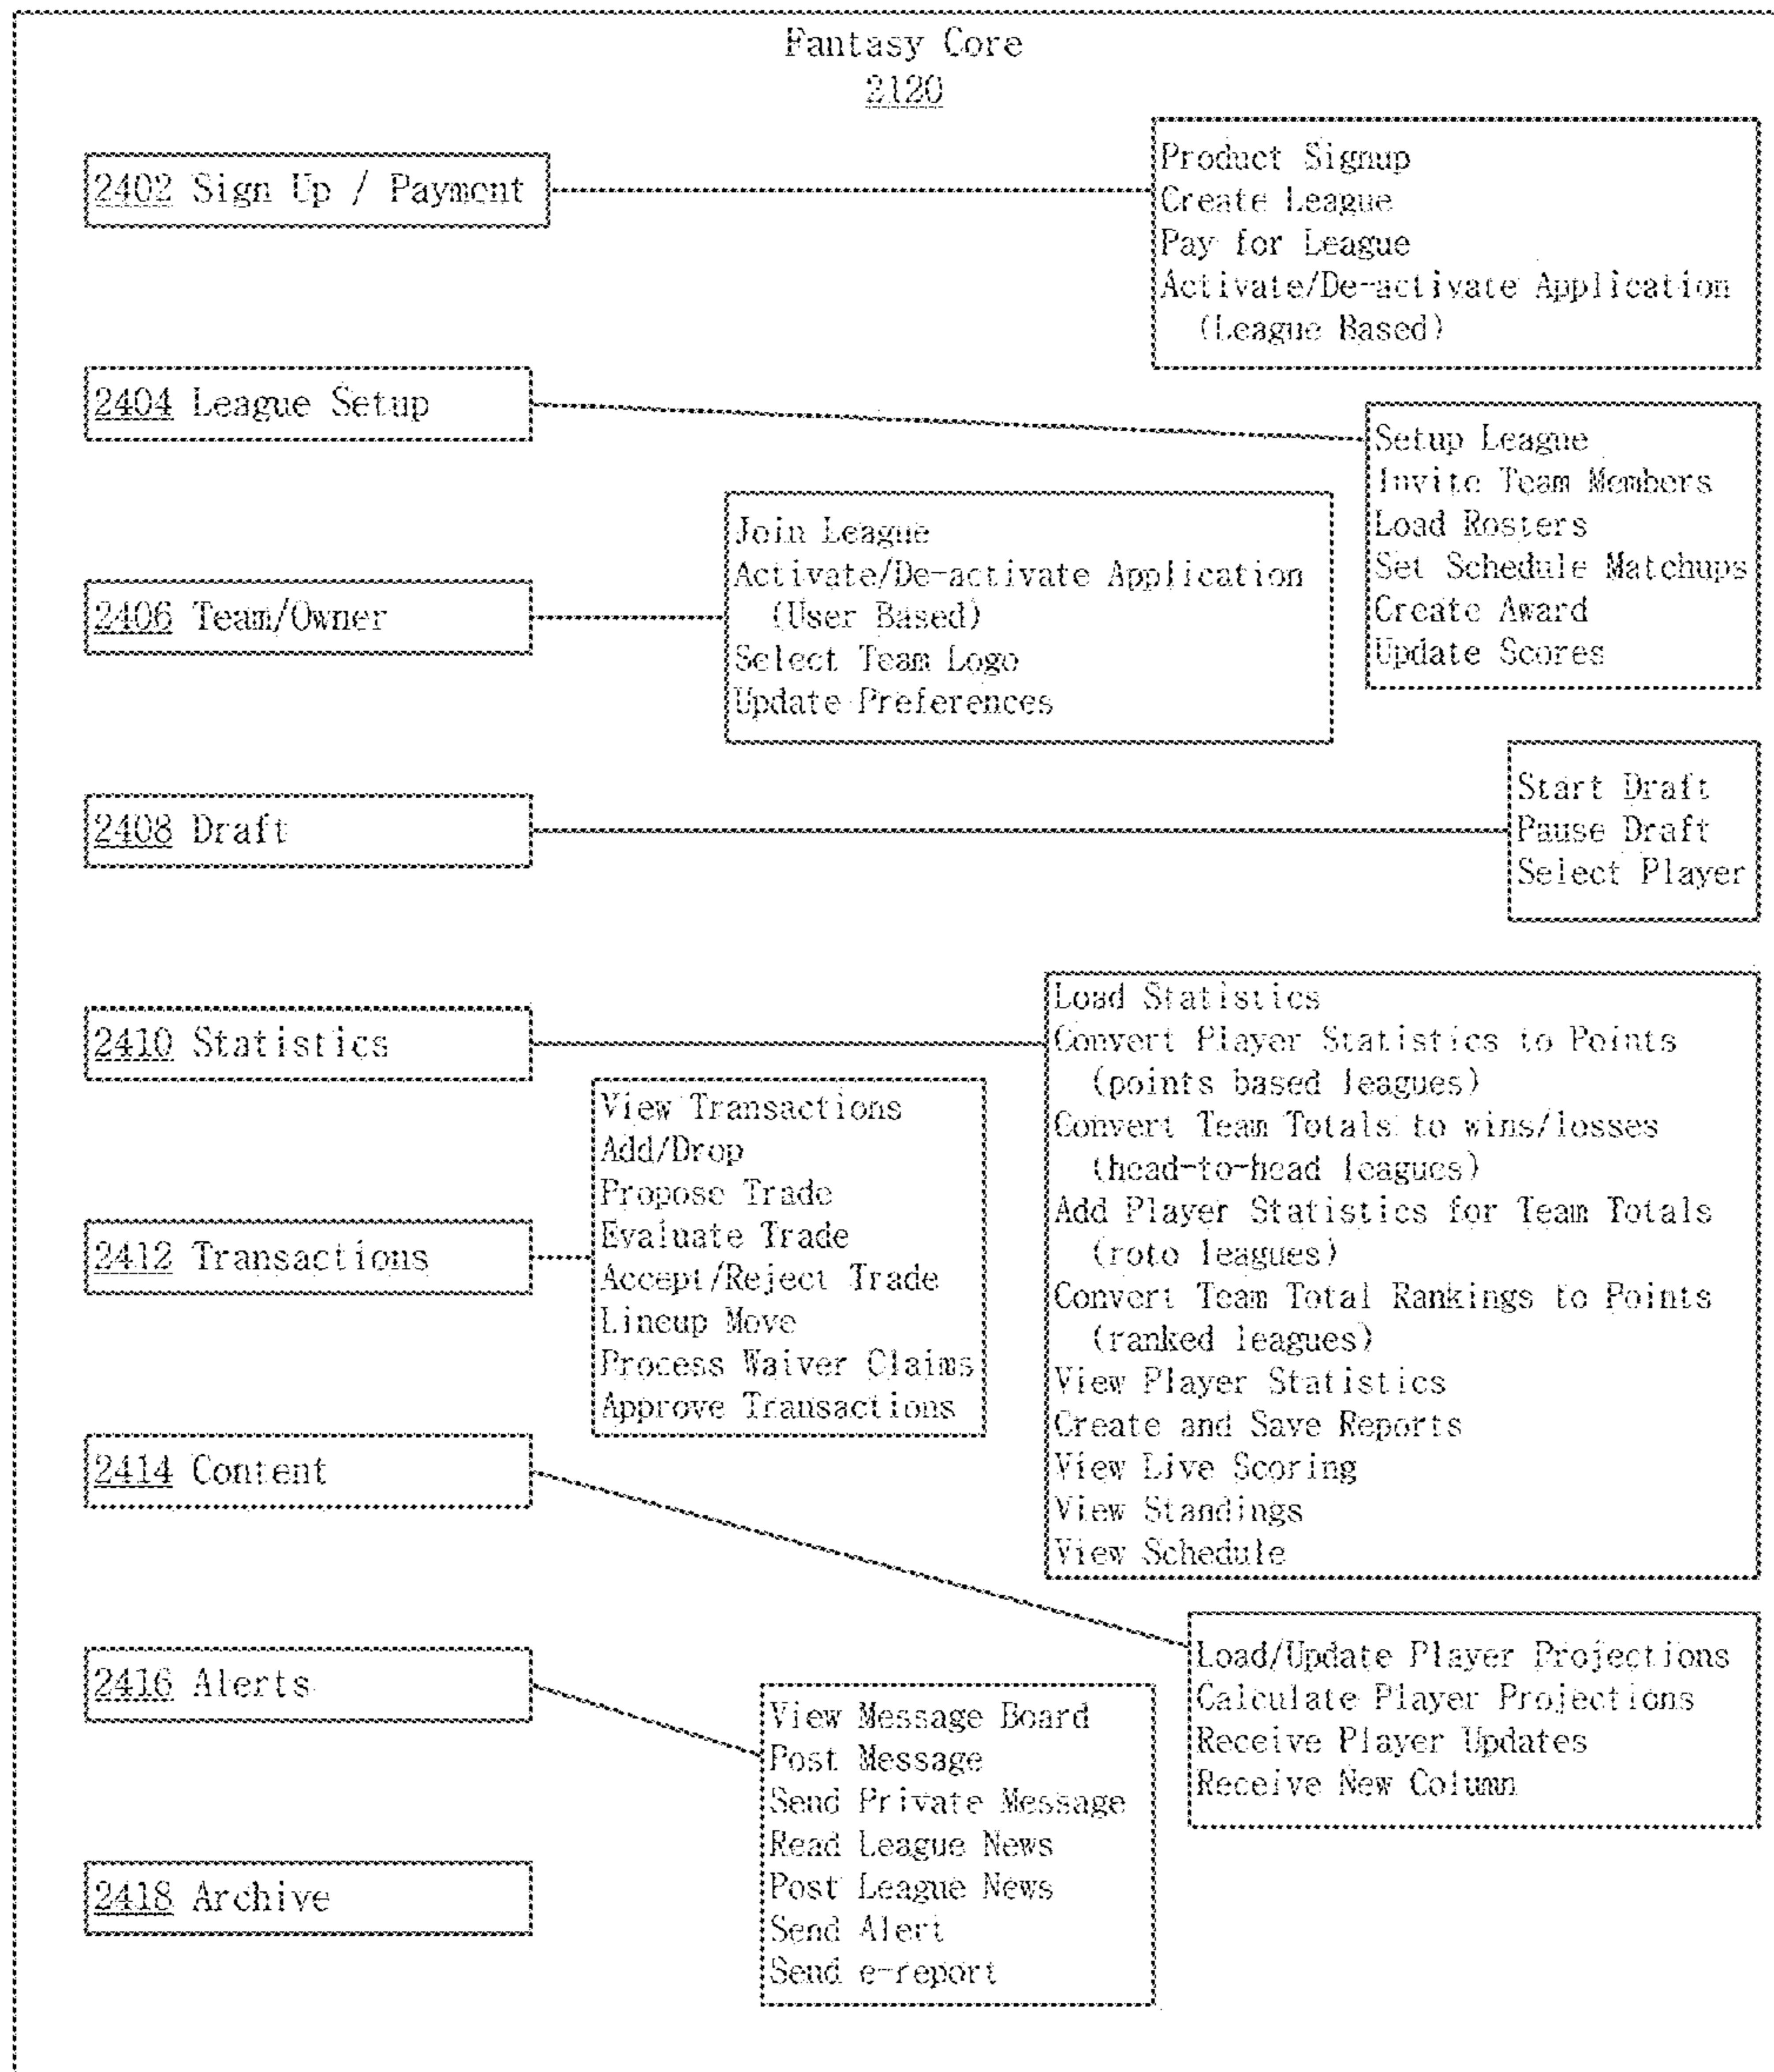 Fantasy Core
2120
2402 Sign Up / Payment
Product Signup
Create League
Pay for League
Activate/De-activate Application
(League Based)
2404 League Setup
Setup League
Invite Team Members
Load Rosters
Set Schedule Matchups
Create Award
Update Scores
2406 Team/Owner
Join League
Activate/De-activate Application
(User Based)
Select Team Logo
Update Preferences
2408 Draft
Start Draft
Pause Draft
Select Player
2410 Statistics
Load Statistics
Convert Player Statistics to Points
(points based leagues)
Convert Team Totals to wins/losses
(head-to-head leagues)
Add Player Statistics for Team Totals
(roto leagues)
Convert Team Total Rankings to Points
(ranked leagues)
View Player Statistics
Create and Save Reports
View Live Scoring
View Standings
View Schedule
2412 Transactions
View Transactions
Add/Drop
Propose Trade
Evaluate Trade
Accept/Reject Trade
Lineup Move
Process Waiver Claims
Approve Transactions
2414 Content
Load/Update Player Projections
Calculate Player Projections
Receive Player Updates
Receive New Column
2416 Alerts
View Message Board
Post Message
Send Private Message
Read League News
Post League News
Send Alert
Send e-report
2418 Archive